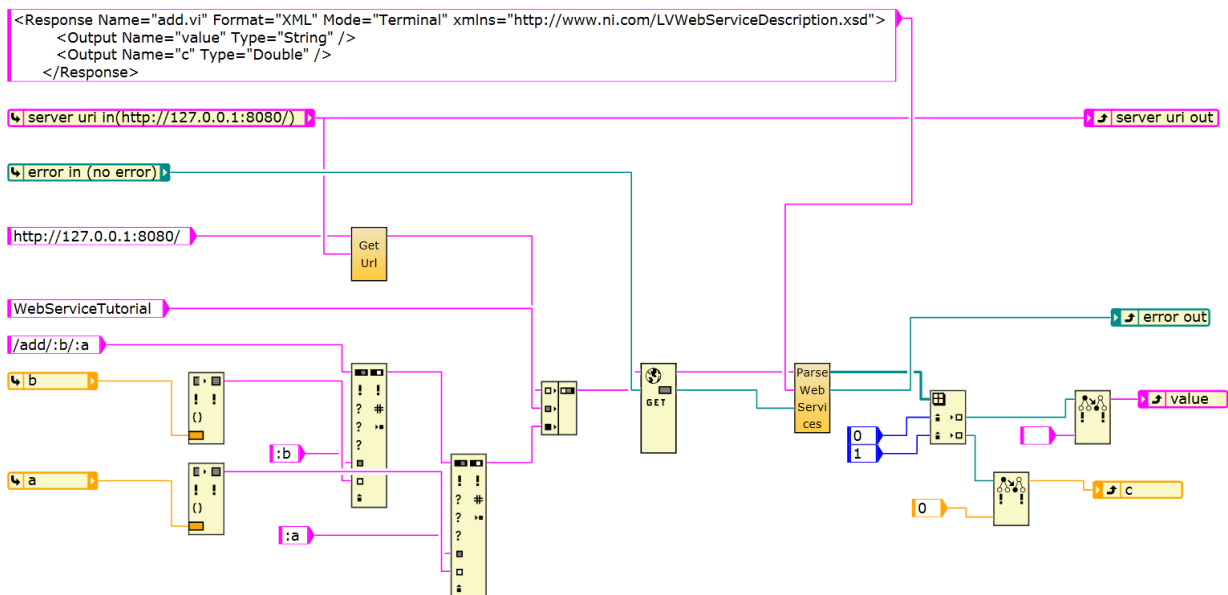 <Response Name="add.vi" Format="XML" Mode="Terminal" xmlns="http://www.ni.com/LVWebServiceDescription.xsd">
<Output Name="value" Type="String" />
<Output Name="c" Type="Double" />
</Response>
server uri in(http://127.0.0.1:8080/)
server uri out
error in (no error)
http://127.0.0.1:8080/
Get
Url
WebServiceTutorial
error out
/add/:b/:a
b
GET
Parse
Web
Servi
ces
value
0
1
:b
a
c
0
:a